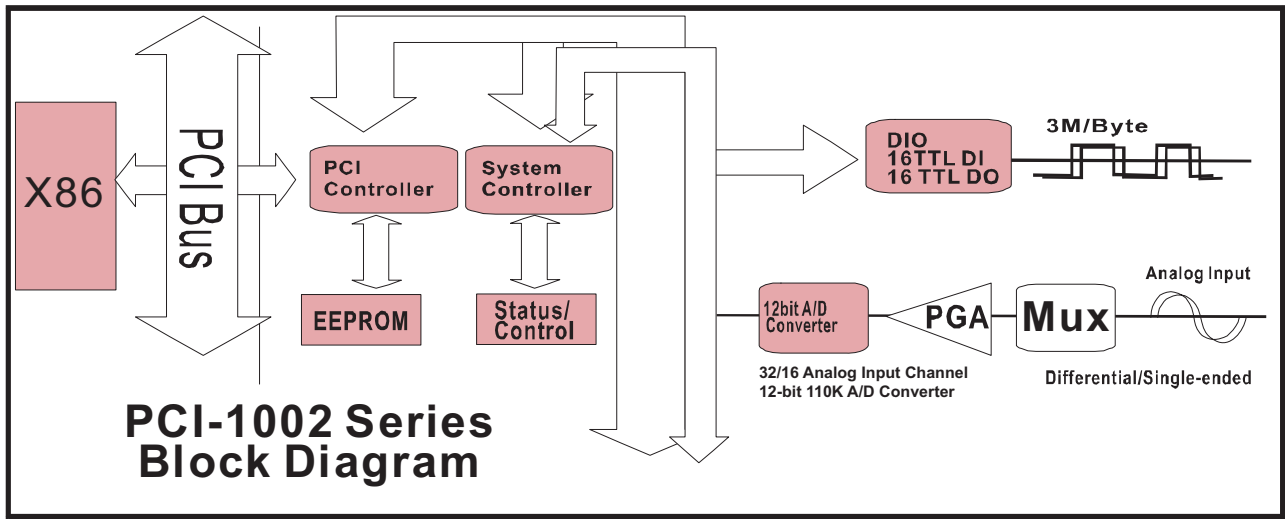 X86
PCI Bus
PCI
Controller
System
Controller
EEPROM
Status/
Control
DIO
16TTL DI
16 TTL DO
3M/Byte
12bit A/D
Converter
PGA
Mux
Analog Input
32/16 Analog Input Channel
12-bit 110K A/D Converter
Differential/Single-ended
PCI-1002 Series
Block Diagram